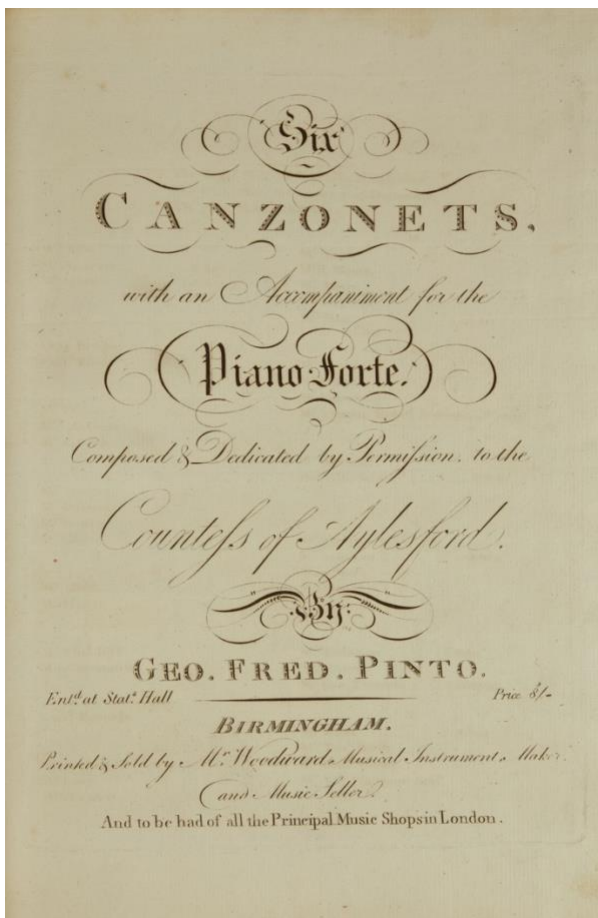 Six
CANZONETS,
with an Accompaniment for the
Piano Forte.
Composed & Dedicated by Permiſsion. to the
Counteſs of Aylesford.
By
GEO. FRED. PINTO.
Ent.d at Stat.s Hall
Price 8/-
BIRMINGHAM.
Printed & Sold by Mr. Woodward, Musical Instrument, Maker,
and Music Seller.
And to be had of all the Principal Music Shops in London.